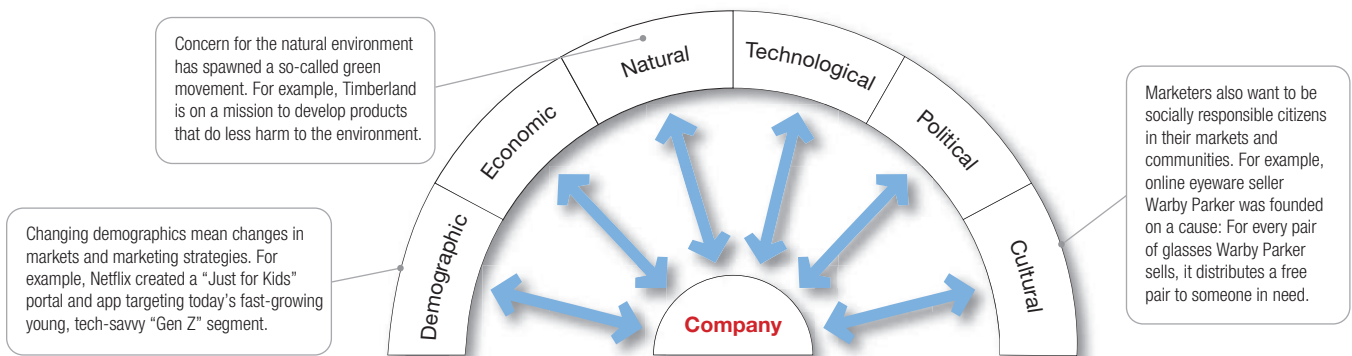 Concern for the natural environment
has spawned a so-called green
movement. For example, Timberland
is on a mission to develop products
that do less harm to the environment.
Changing demographics mean changes in
markets and marketing strategies. For
example, Netflix created a “Just for Kids”
portal and app targeting today’s fast-growing
young, tech-savvy “Gen Z” segment.
Demographic
Economic
Natural
Technological
Political
Cultural
Company
Marketers also want to be
socially responsible citizens
in their markets and
communities. For example,
online eyeware seller
Warby Parker was founded
on a cause: For every pair
of glasses Warby Parker
sells, it distributes a free
pair to someone in need.